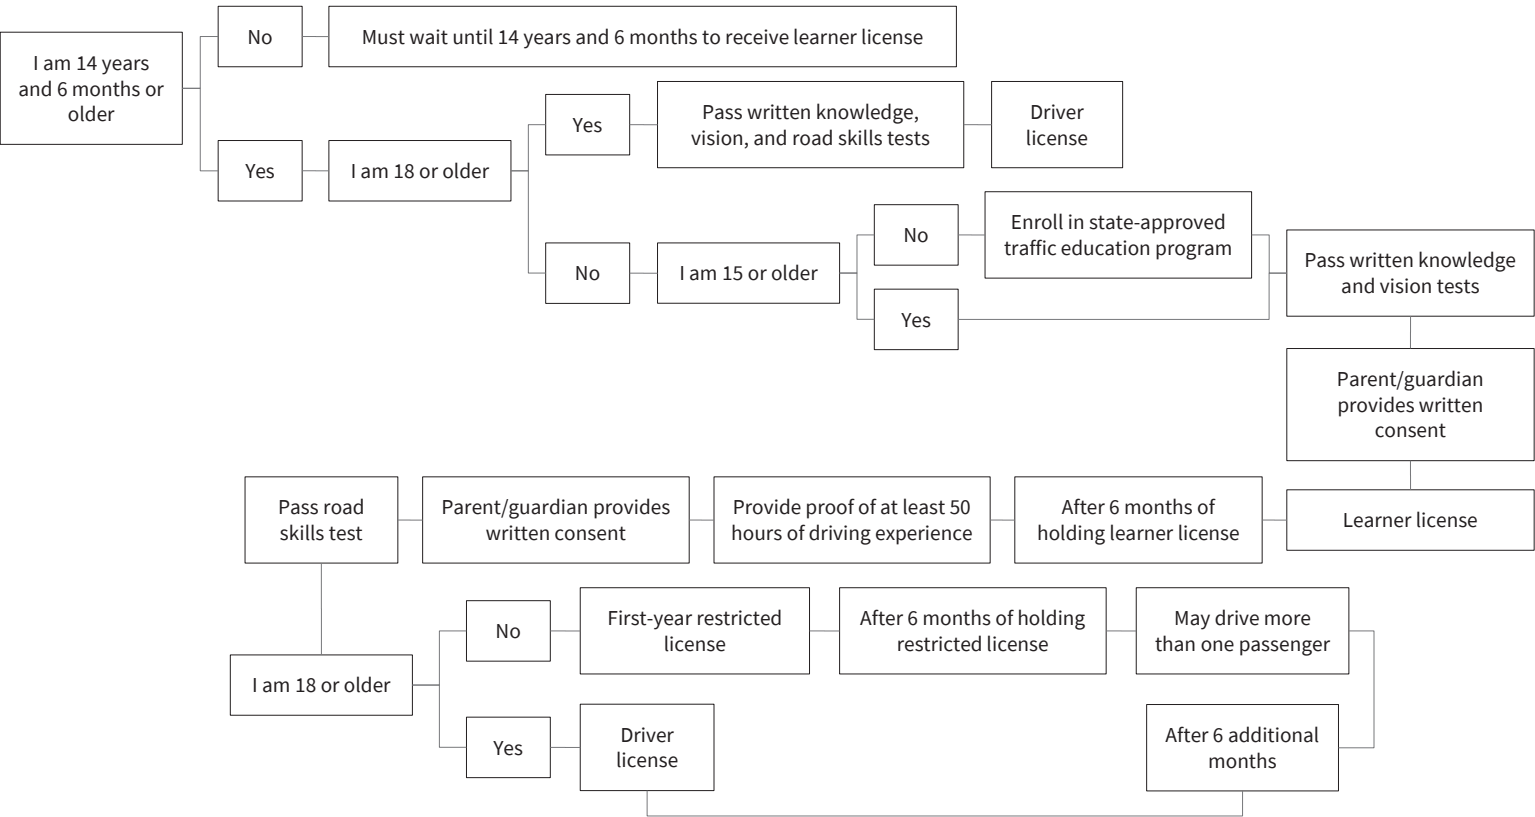 I am 14 years
and 6 months or
older
No
Must wait until 14 years and 6 months to receive learner license
Yes
I am 18 or older
Yes
Pass written knowledge,
vision, and road skills tests
Driver
license
No
I am 15 or older
No
Enroll in state-approved
traffic education program
Yes
Pass written knowledge
and vision tests
Parent/guardian
provides written
consent
Learner license
After 6 months of
holding learner license
Provide proof of at least 50
hours of driving experience
Parent/guardian provides
written consent
Pass road
skills test
I am 18 or older
No
First-year restricted
license
After 6 months of holding
restricted license
May drive more
than one passenger
After 6 additional
months
Yes
Driver
license